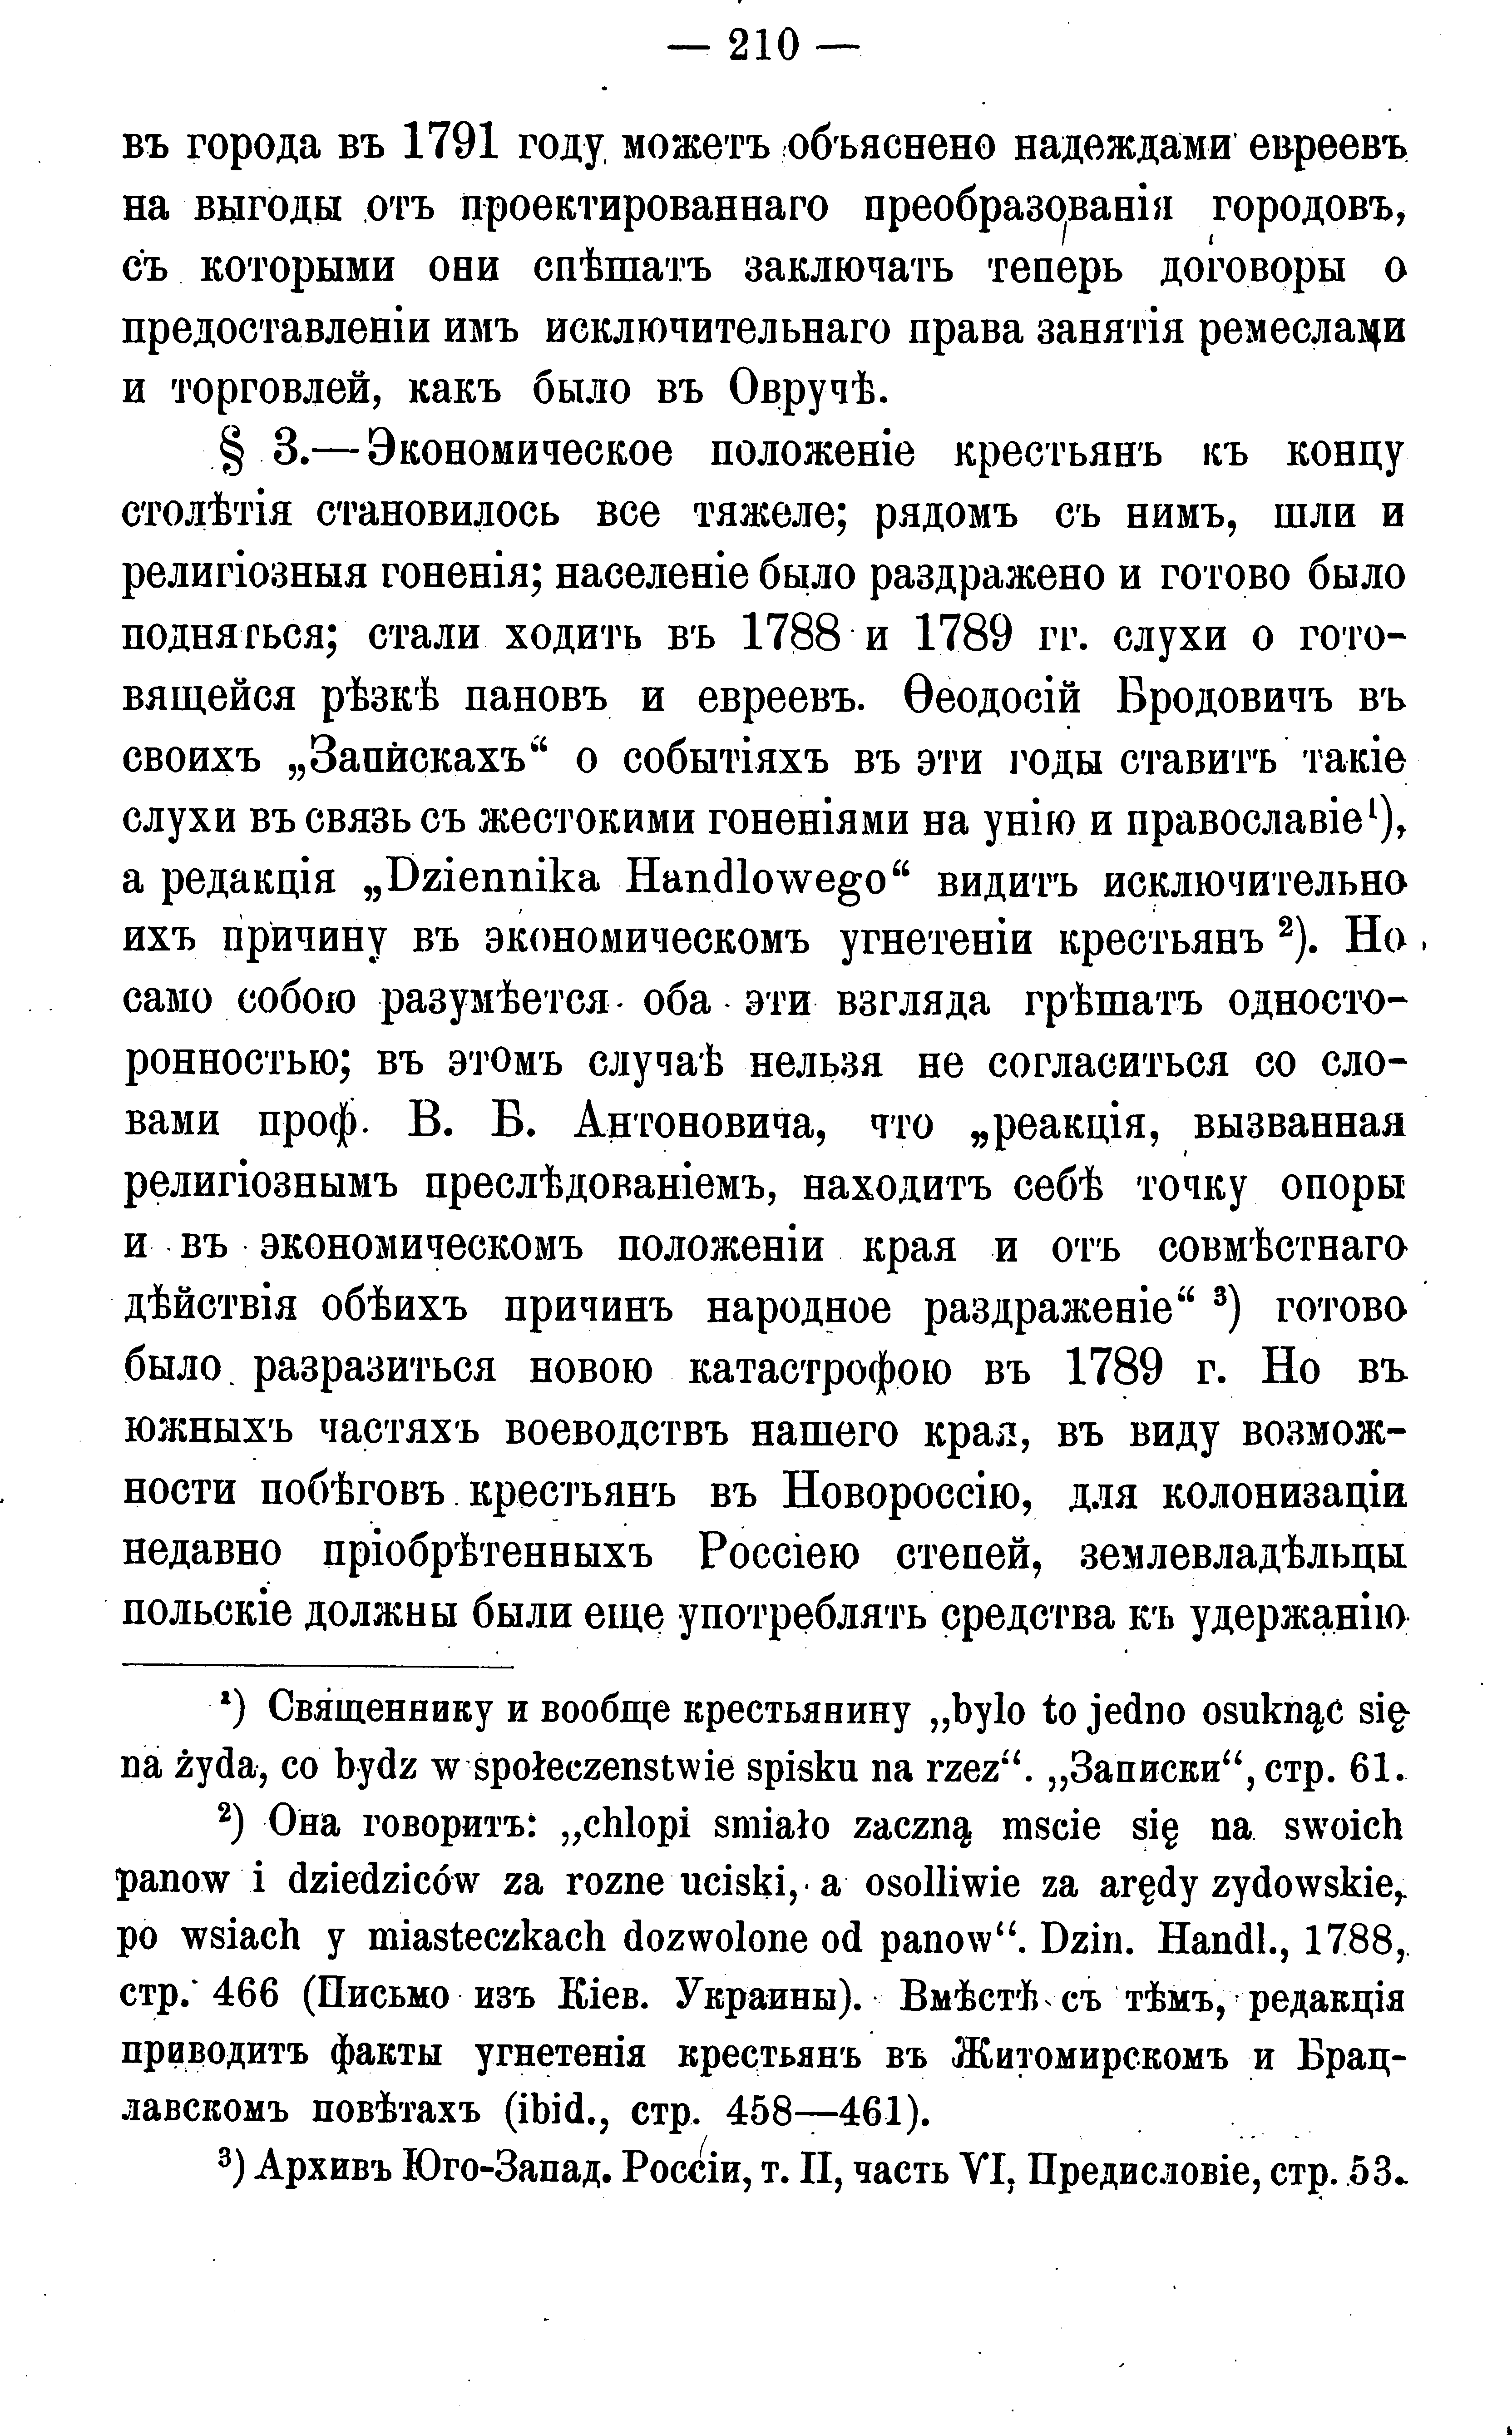 — 210 —
въ города въ 1791 году можетъ объяснено надеждами евреевъ
на выгоды отъ проектированнаго преобразованія городовъ,
съ которыми они спѣшатъ заключать теперь договоры о
предоставленіи имъ исключительнаго права занятія ремеслами
и торговлей, какъ было въ Овручѣ.
§ 3.— Экономическое положеніе крестьянъ къ концу
столѣтія становилось все тяжеле; рядомъ съ нимъ, шли и
религіозныя гоненія; населеніе было раздражено и готово было
подняться; стали ходить въ 1788 и 1789 гг. слухи о гото-
вящейся рѣзкѣ пановъ и евреевъ. Ѳеодосій Бродовичъ въ
своихъ „Запискахъ“ о событіяхъ въ эти годы ставитъ такіе
слухи въ связь съ жестокими гоненіями на унію и православіе¹),
а редакція „Dziennika Handlowego“ видитъ исключительно
ихъ причину въ экономическомъ угнетеніи крестьянъ ²). Но
само собою разумѣется оба эти взгляда грѣшатъ односто-
ронностью; въ этомъ случаѣ нельзя не согласиться со сло-
вами проф. В. Б. Антоновича, что „реакція, вызванная
религіознымъ преслѣдованіемъ, находитъ себѣ точку опоры
и въ экономическомъ положеніи края и отъ совмѣстнаго
дѣйствія обѣихъ причинъ народное раздраженіе“ ³) готово
было разразиться новою катастрофою въ 1789 г. Но въ
южныхъ частяхъ воеводствъ нашего края, въ виду возмож-
ности побѣговъ крестьянъ въ Новороссію, для колонизаціи
недавно пріобрѣтенныхъ Россіею степей, землевладѣльцы
польскіе должны были еще употреблять средства къ удержанію
¹) Священнику и вообще крестьянину „bylo to jedno osuknąc się
na żyda, co bydz w społeczenstwie spisku na rzez“. „Записки“, стр. 61.
²) Она говоритъ: „chlopi smiało zaczną mscie się na swoich
panow i dziedziców za rozne uciski, a osolliwie za arędy zydowskie,
po wsiach y miasteczkach dozwolone od panow“. Dzin. Handl., 1788,
стр. 466 (Письмо изъ Кіев. Украины). Вмѣстѣ съ тѣмъ, редакція
приводитъ факты угнетенія крестьянъ въ Житомирскомъ и Брац-
лавскомъ повѣтахъ (ibid., стр. 458—461).
³) Архивъ Юго-Запад. Россіи, т. II, часть VI, Предисловіе, стр. 53.